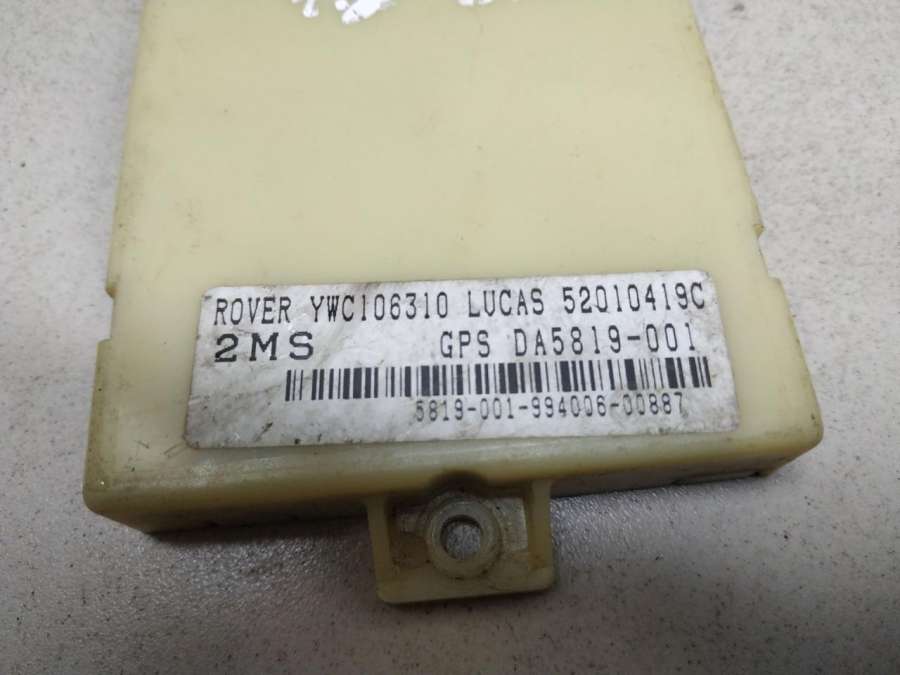 ROVER YWC106310 LUCAS 52010419C
2MS GPS DA5819-001
5819-001-994006-00887